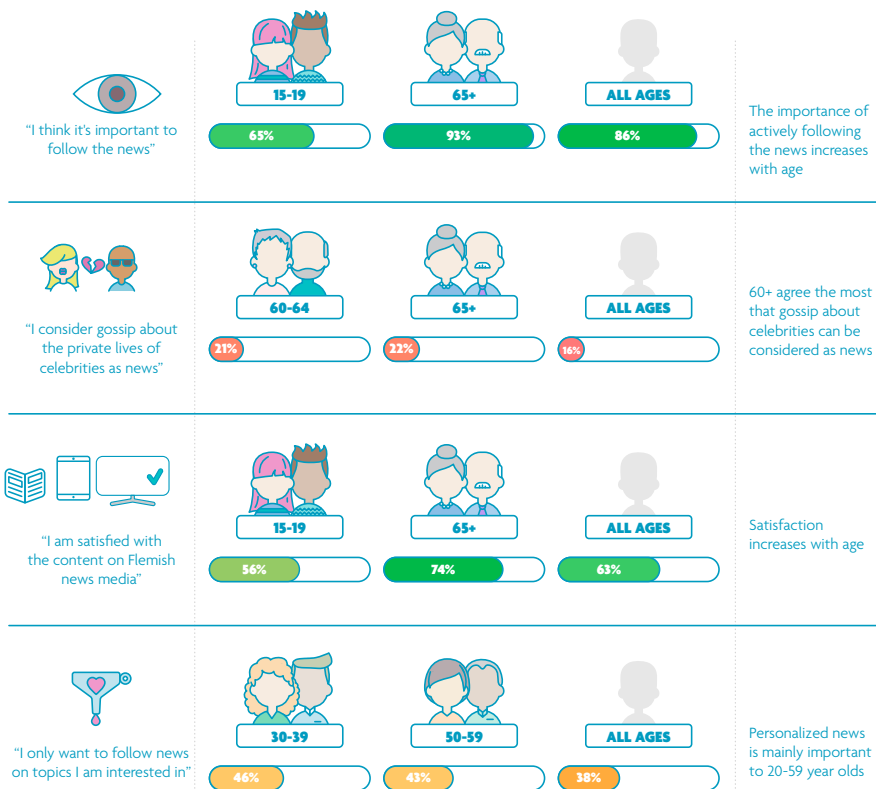 “I think it’s important to
follow the news”
15-19
65+
ALL AGES
65%
93%
86%
The importance of
actively following
the news increases
with age
“I consider gossip about
the private lives of
celebrities as news”
60-64
65+
ALL AGES
21%
22%
16%
60+ agree the most
that gossip about
celebrities can be
considered as news
“I am satisfied with
the content on Flemish
news media”
15-19
65+
ALL AGES
56%
74%
63%
Satisfaction
increases with age
“I only want to follow news
on topics I am interested in”
30-39
50-59
ALL AGES
46%
43%
38%
Personalized news
is mainly important
to 20-59 year olds